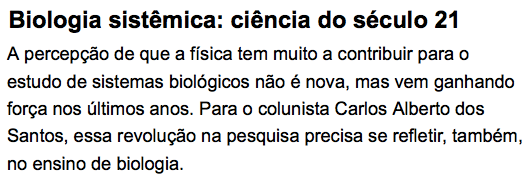 Biologia sistêmica: ciência do século 21
A percepção de que a física tem muito a contribuir para o
estudo de sistemas biológicos não é nova, mas vem ganhando
força nos últimos anos. Para o colunista Carlos Alberto dos
Santos, essa revolução na pesquisa precisa se refletir, também,
no ensino de biologia.